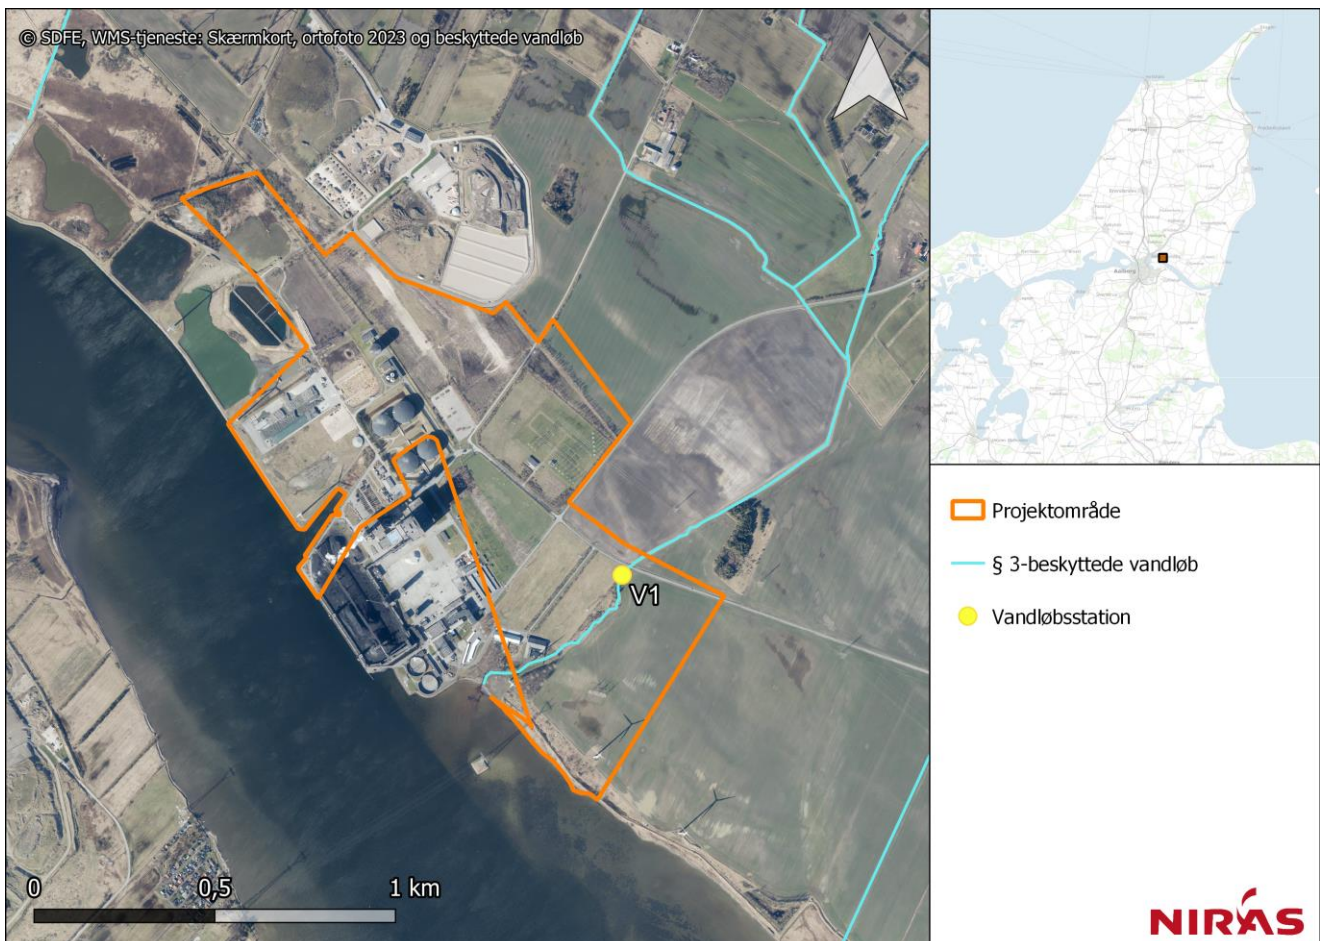 © SDFE, WMS-tjeneste: Skærmkort, ortofoto 2023 og beskyttede vandløb
V1
0 0,5 1 km
Aalborg
Projektområde
§ 3-beskyttede vandløb
Vandløbsstation
NIRAS